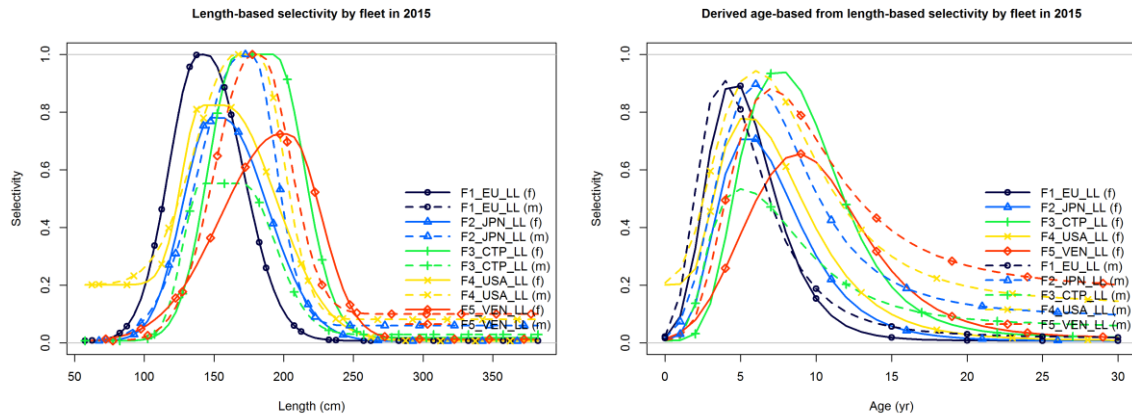 Length-based selectivity by fleet in 2015
Selectivity
1.0
0.8
0.6
0.4
0.2
0.0
F1_EU_LL (f)
F1_EU_LL (m)
F2_JPN_LL (f)
F2_JPN_LL (m)
F3_CTP_LL (f)
F3_CTP_LL (m)
F4_USA_LL (f)
F4_USA_LL (m)
F5_VEN_LL (f)
F5_VEN_LL (m)
50 100 150 200 250 300 350
Length (cm)
Derived age-based from length-based selectivity by fleet in 2015
Selectivity
1.0
0.8
0.6
0.4
0.2
0.0
F1_EU_LL (f)
F2_JPN_LL (f)
F3_CTP_LL (f)
F4_USA_LL (f)
F5_VEN_LL (f)
F1_EU_LL (m)
F2_JPN_LL (m)
F3_CTP_LL (m)
F4_USA_LL (m)
F5_VEN_LL (m)
0 5 10 15 20 25 30
Age (yr)